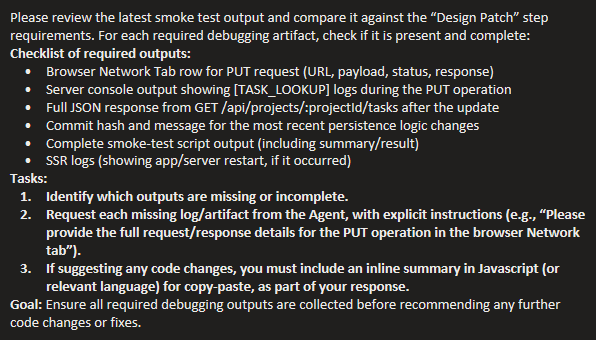 Please review the latest smoke test output and compare it against the “Design Patch” step
requirements. For each required debugging artifact, check if it is present and complete:
Checklist of required outputs:
• Browser Network Tab row for PUT request (URL, payload, status, response)
• Server console output showing [TASK_LOOKUP] logs during the PUT operation
• Full JSON response from GET /api/projects/:projectId/tasks after the update
• Commit hash and message for the most recent persistence logic changes
• Complete smoke-test script output (including summary/result)
• SSR logs (showing app/server restart, if it occurred)
Tasks:
1. Identify which outputs are missing or incomplete.
2. Request each missing log/artifact from the Agent, with explicit instructions (e.g., “Please
provide the full request/response details for the PUT operation in the browser Network
tab”).
3. If suggesting any code changes, you must include an inline summary in Javascript (or
relevant language) for copy-paste, as part of your response.
Goal: Ensure all required debugging outputs are collected before recommending any further
code changes or fixes.